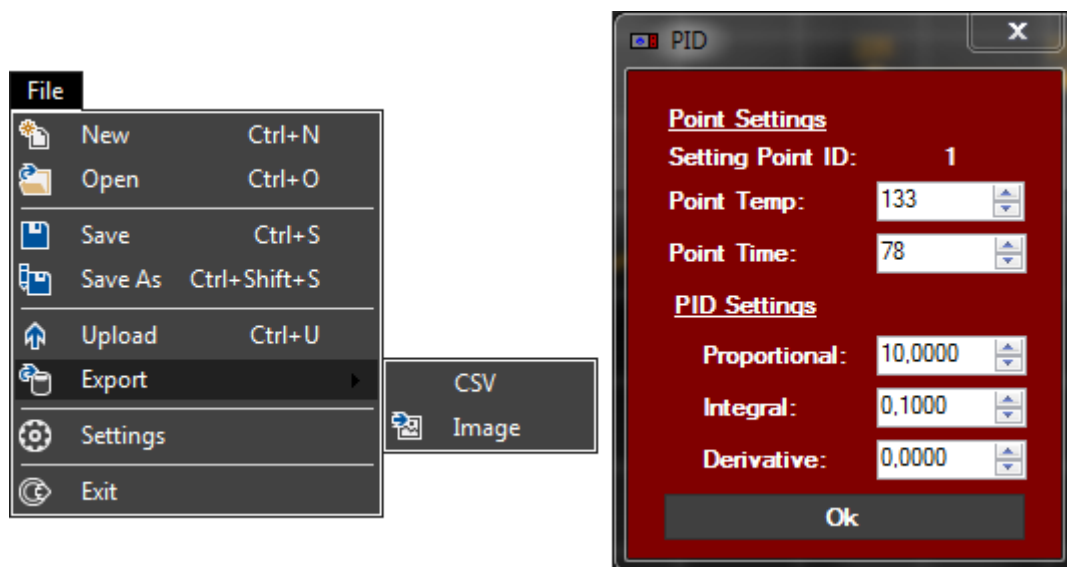 File
New Ctrl+N
Open Ctrl+O
Save Ctrl+S
Save As Ctrl+Shift+S
Upload Ctrl+U
Export
CSV
Image
Settings
Exit
PID
x
Point Settings
Setting Point ID: 1
Point Temp: 133
Point Time: 78
PID Settings
Proportional: 10,0000
Integral: 0,1000
Derivative: 0,0000
Ok